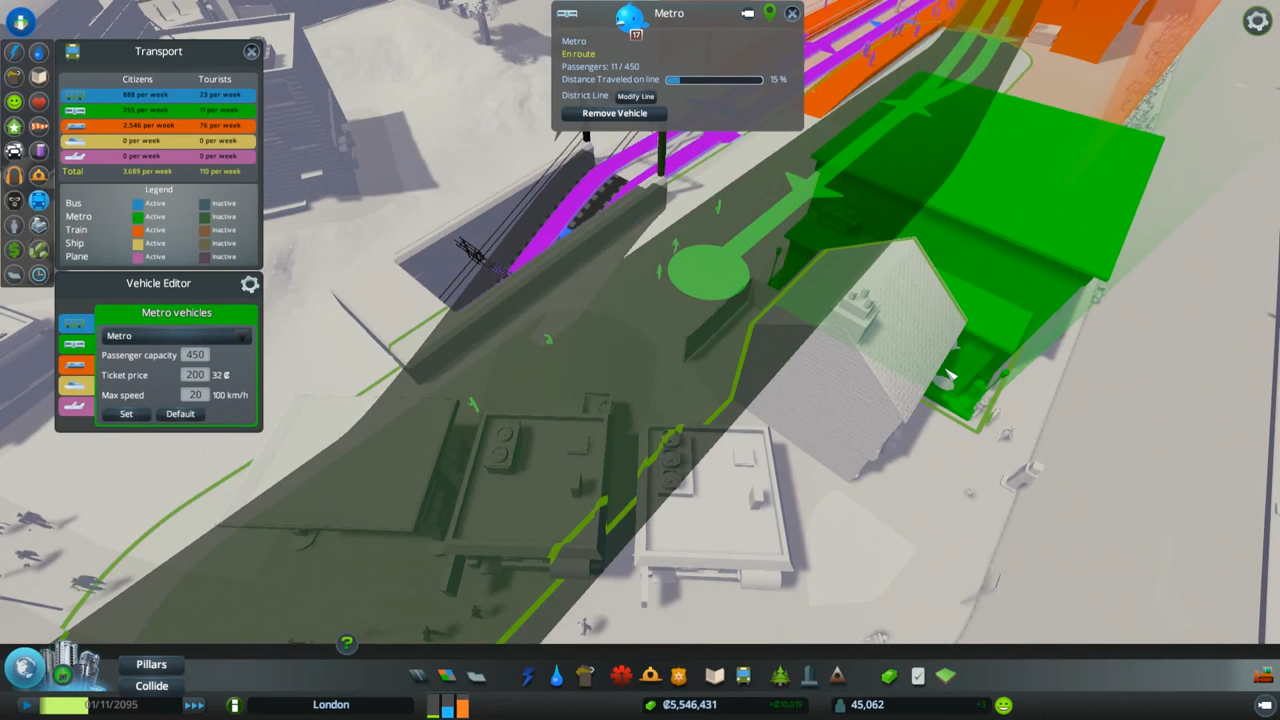 Transport
Citizens Tourists
888 per week 23 per week
255 per week 11 per week
2,546 per week 76 per week
0 per week 0 per week
0 per week 0 per week
Total 3,689 per week 110 per week
Legend
Bus Active Inactive
Metro Active Inactive
Train Active Inactive
Ship Active Inactive
Plane Active Inactive
Vehicle Editor
Metro vehicles
Metro
Passenger capacity 450
Ticket price 200 32 ₡
Max speed 20 100 km/h
Set Default
Metro
17
Metro
En route
Passengers: 11 / 450
Distance Traveled on line 15 %
District Line Modify Line
Remove Vehicle
?
Pillars
Collide
01/11/2095
London
₡5,546,431
+₡10,019
45,062
+3